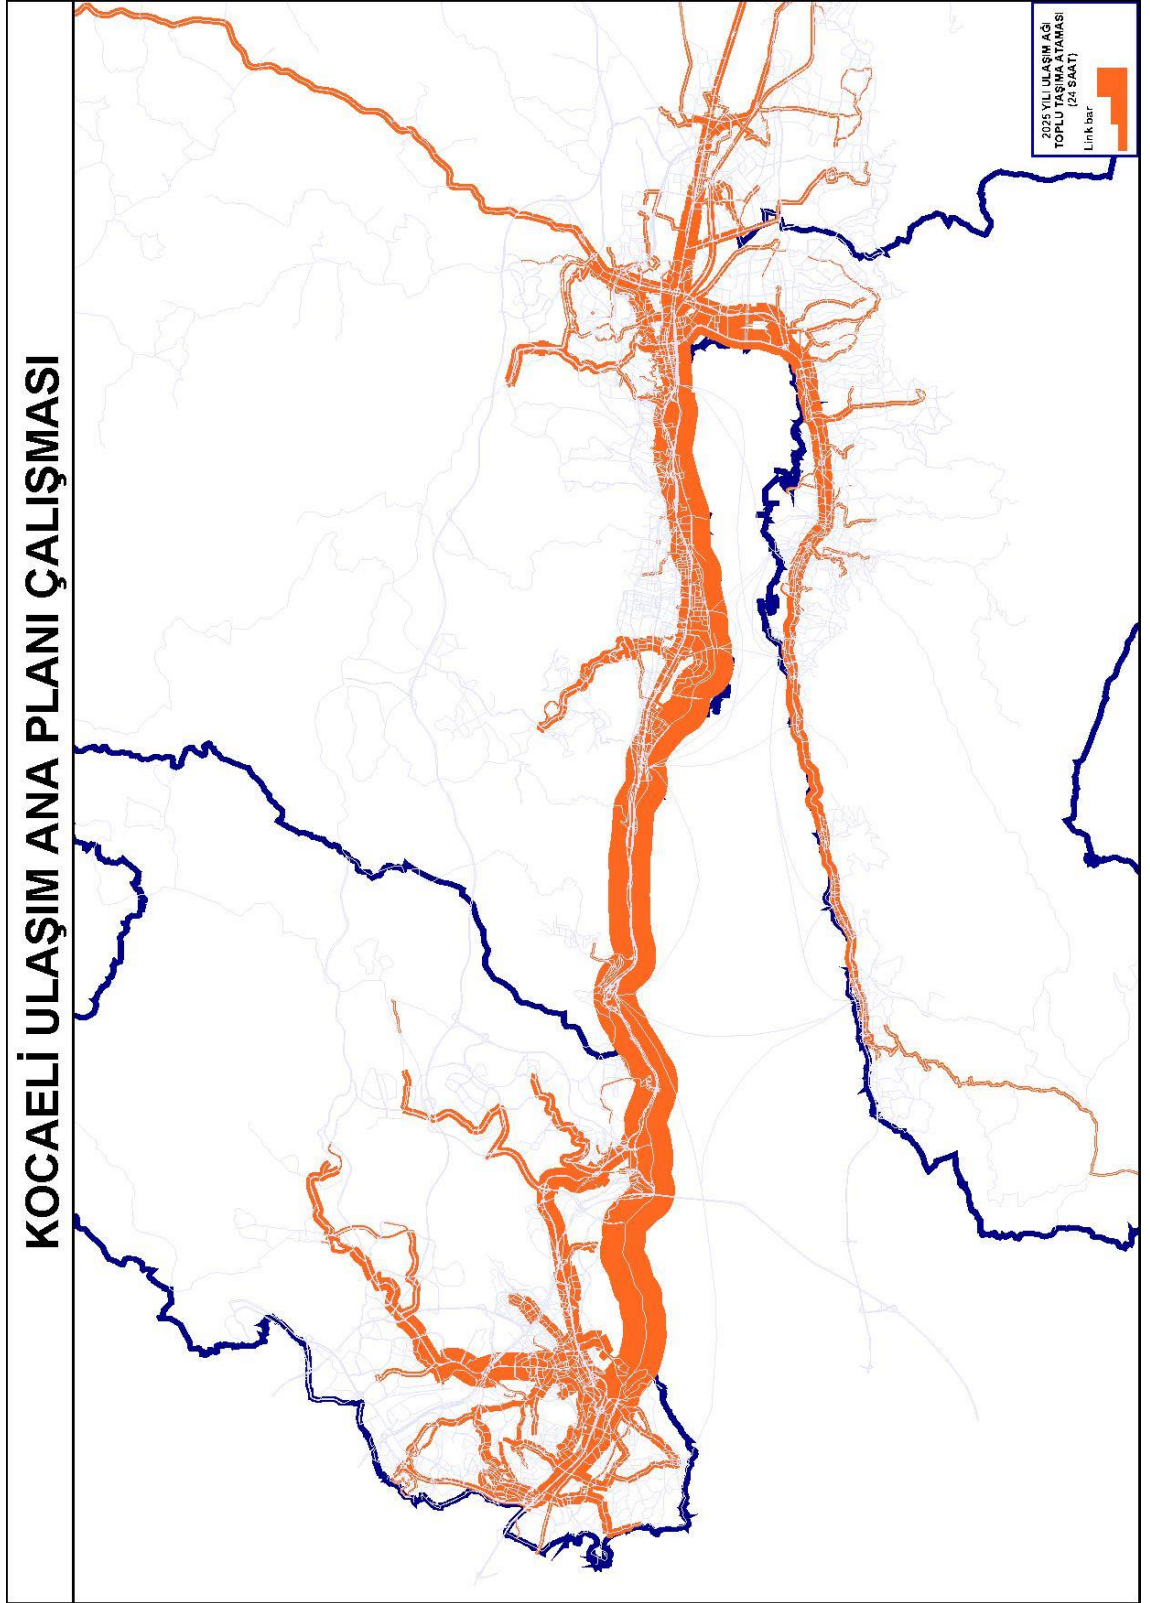 KOCAELİ ULAŞIM ANA PLANI ÇALIŞMASI
2025 YILI ULAŞIM AĞI
TOPLU TAŞIMA ATAMASI
(24 SAAT)
Link bar